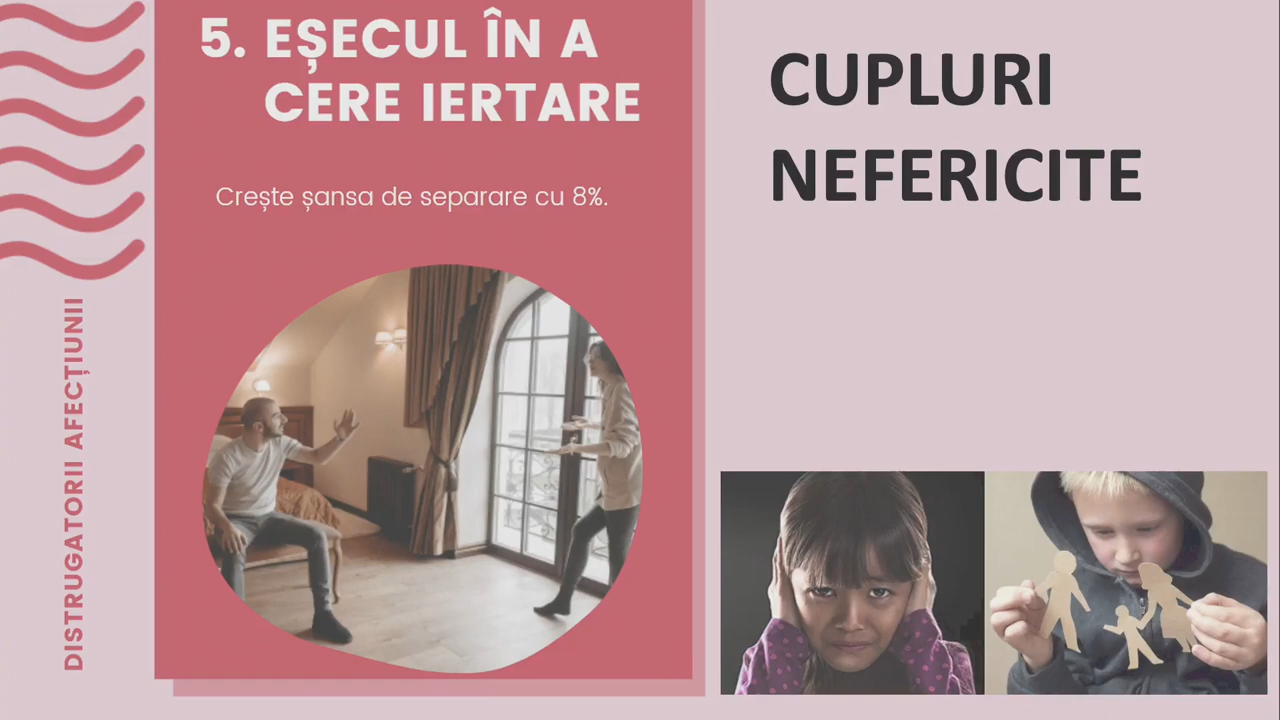 5. EȘECUL ÎN A
CERE IERTARE
Crește șansa de separare cu 8%.
DISTRUGATORII AFECȚIUNII
CUPLURI
NEFERICITE